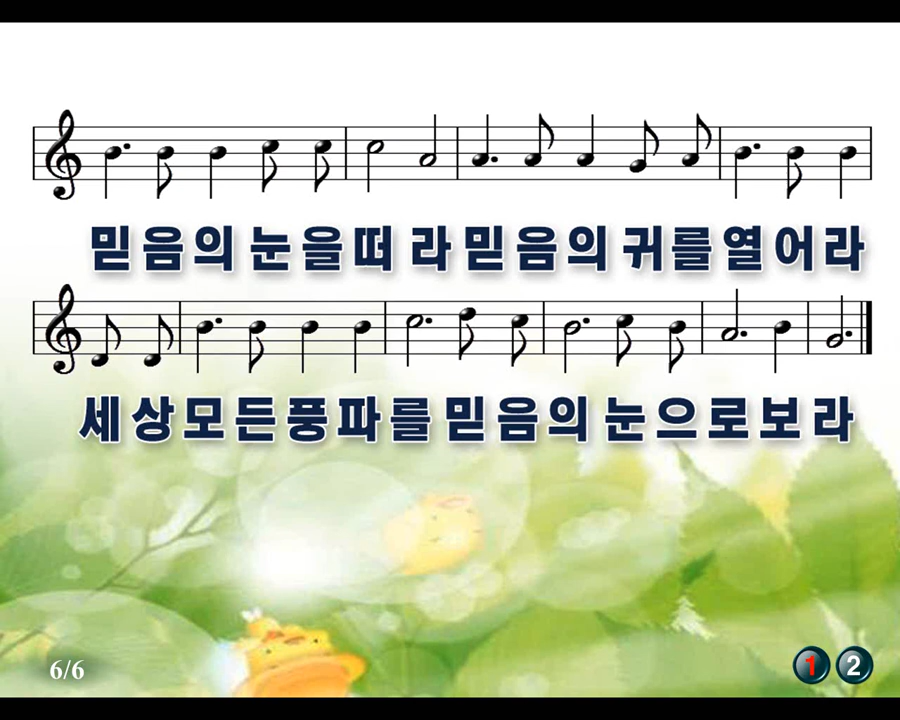 믿음의 눈을떠 라 믿음의 귀를 열어라
세상모든풍파를 믿음의 눈으로보라
6/6
1 2